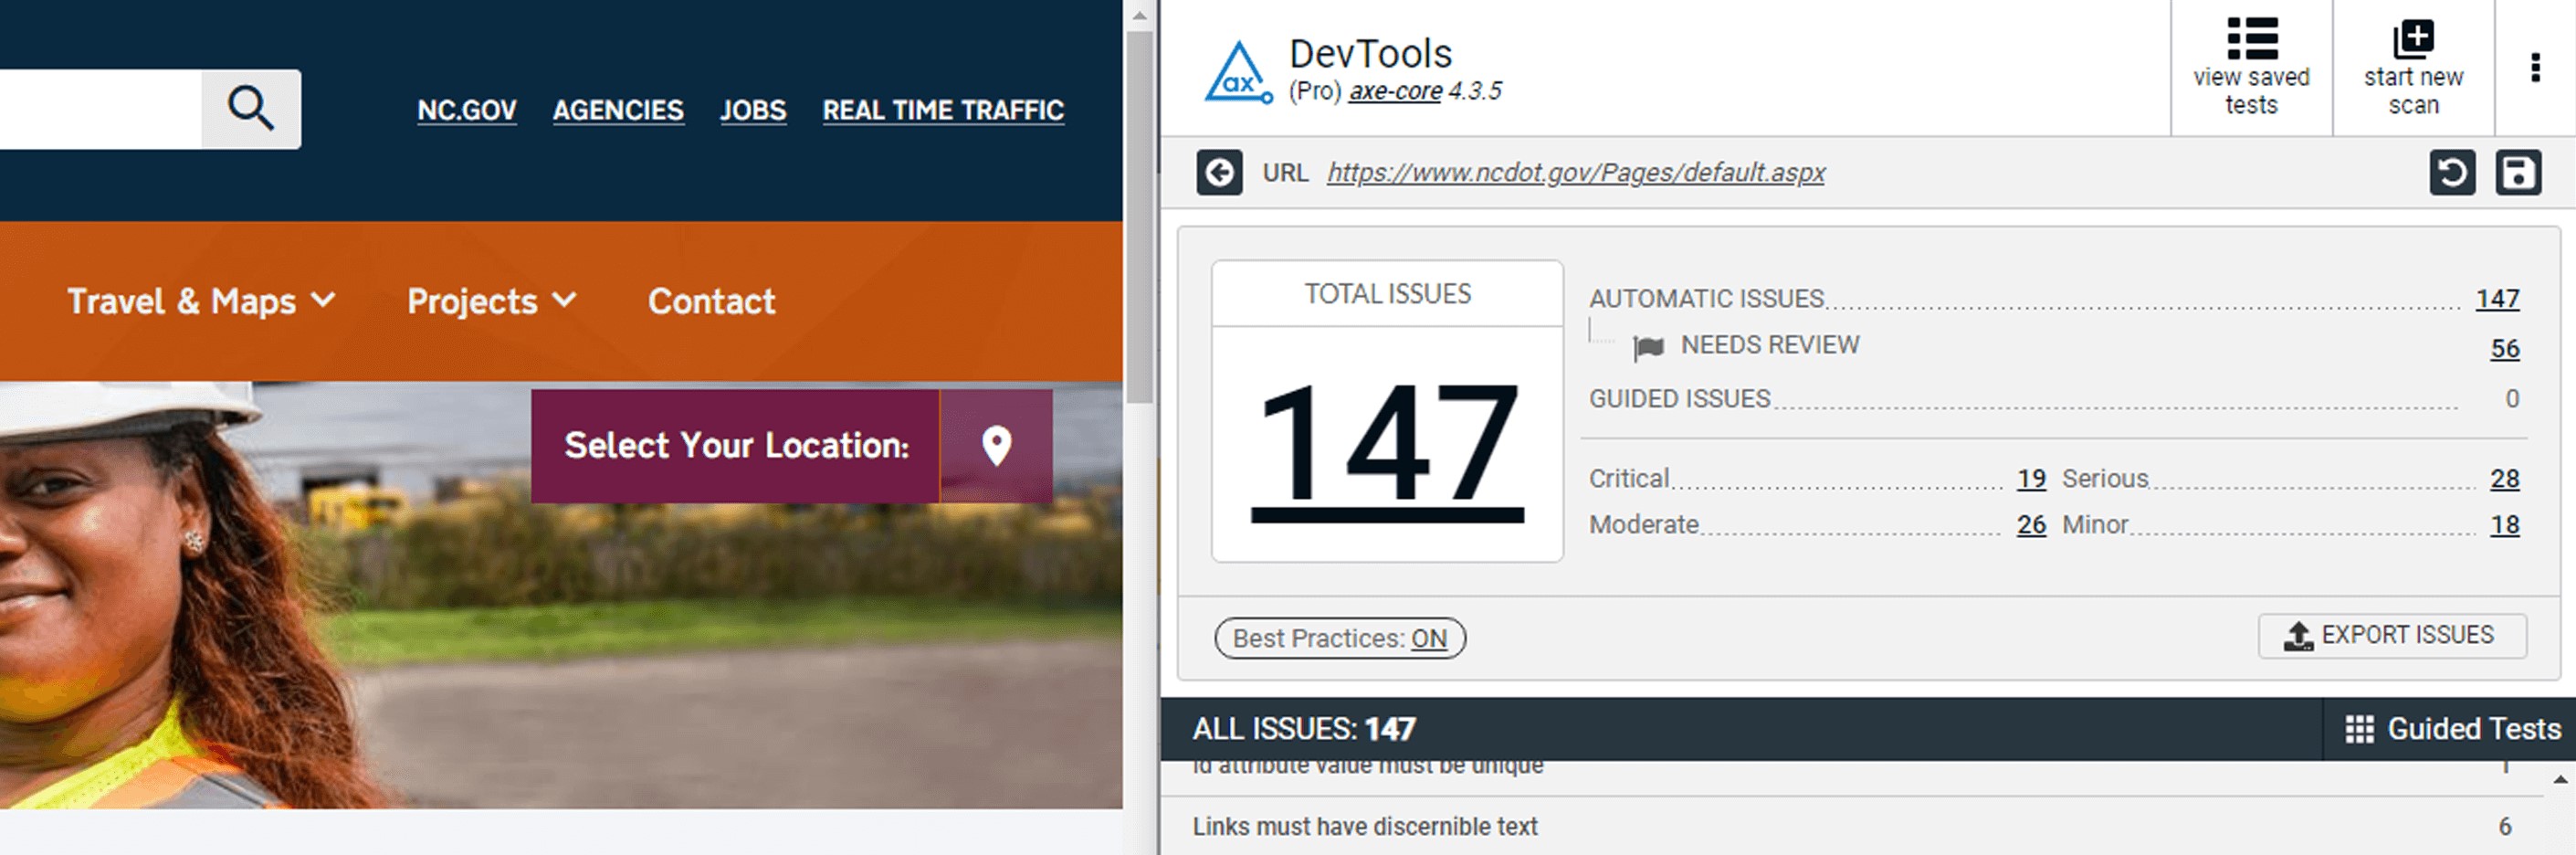 NC.GOV AGENCIES JOBS REAL TIME TRAFFIC
Travel & Maps Projects Contact
Select Your Location:
ax
DevTools
(Pro) axe-core 4.3.5
view saved
tests
start new
scan
URL https://www.ncdot.gov/Pages/default.aspx
TOTAL ISSUES
147
AUTOMATIC ISSUES 147
NEEDS REVIEW 56
GUIDED ISSUES 0
Critical 19 Serious 28
Moderate 26 Minor 18
Best Practices: ON
EXPORT ISSUES
ALL ISSUES: 147
Guided Tests
id attribute value must be unique 1
Links must have discernible text 6